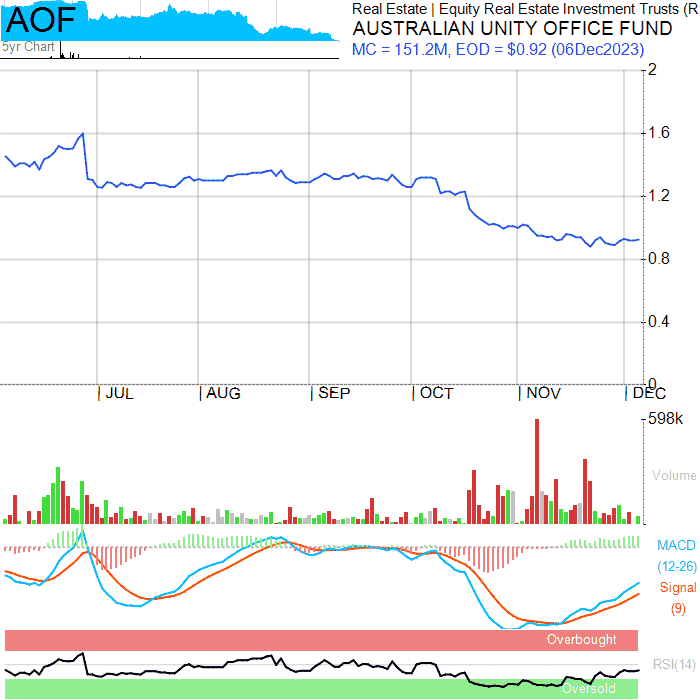 AOF
5yr Chart
Real Estate | Equity Real Estate Investment Trusts (R
AUSTRALIAN UNITY OFFICE FUND
MC = 151.2M, EOD = $0.92 (06Dec2023)
2
1.6
1.2
0.8
0.4
0
| JUL | AUG | SEP | OCT | NOV | DEC
598k
Volume
MACD
(12-26)
Signal
(9)
Overbought
RSI(14)
Oversold